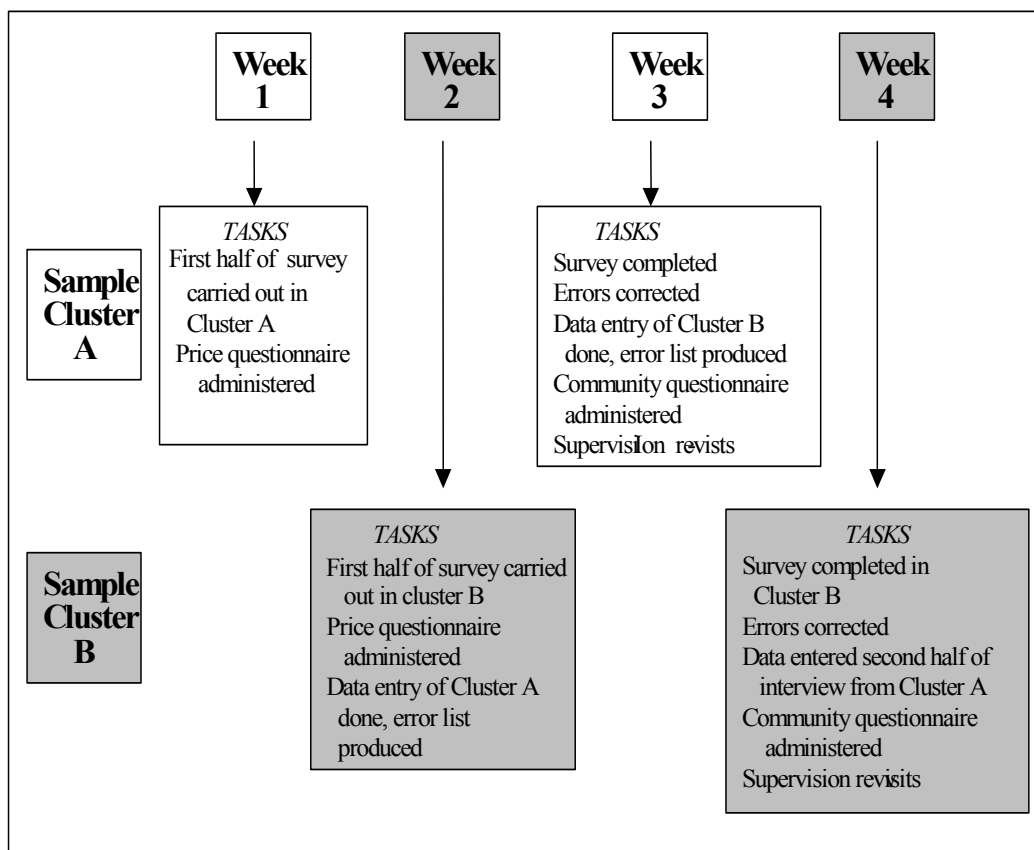 Week
1
Week
2
Week
3
Week
4
Sample
Cluster
A
TASKS
First half of survey
carried out in
Cluster A
Price questionnaire
administered
TASKS
Survey completed
Errors corrected
Data entry of Cluster B
done, error list produced
Community questionnaire
administered
Supervision re-vists
Sample
Cluster
B
TASKS
First half of survey carried
out in cluster B
Price questionnaire
administered
Data entry of Cluster A
done, error list
produced
TASKS
Survey completed in
Cluster B
Errors corrected
Data entered second half of
interview from Cluster A
Community questionnaire
administered
Supervision revisits